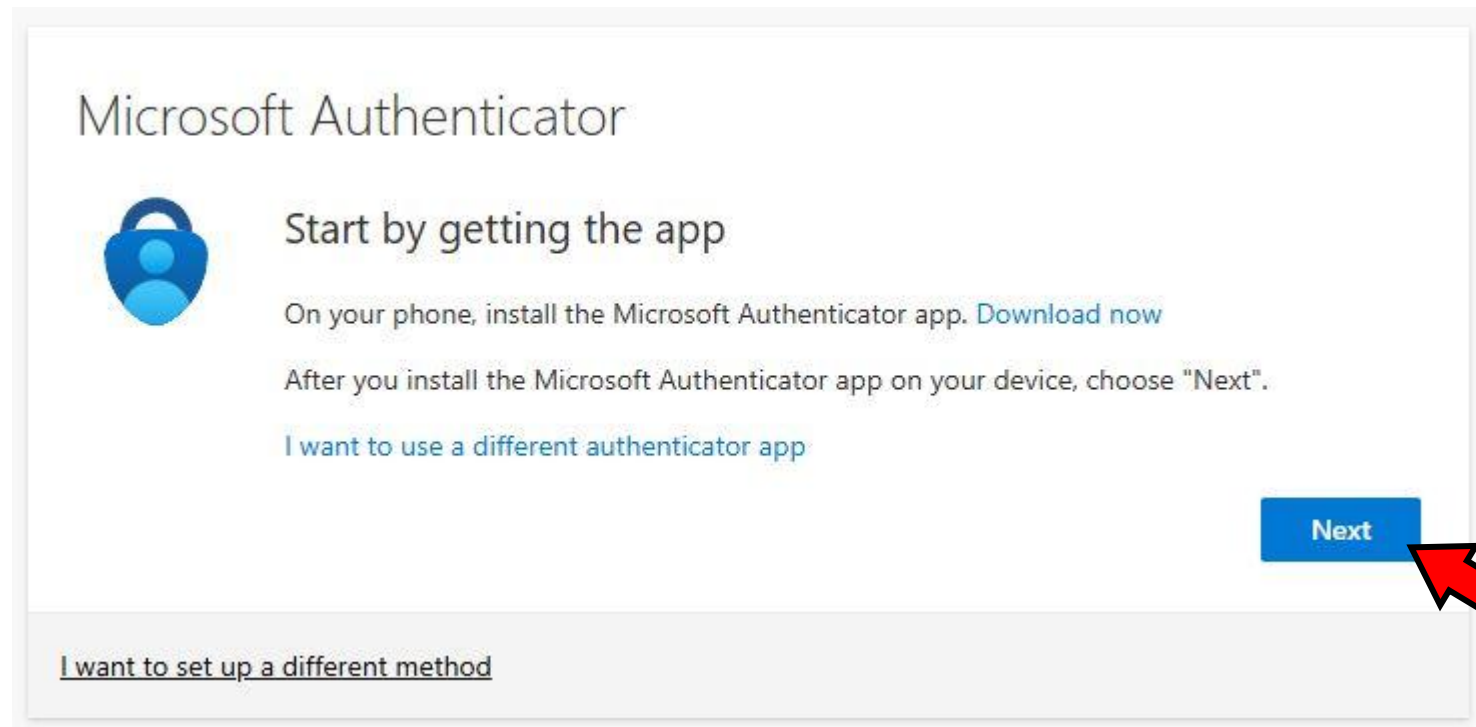 Microsoft Authenticator
Start by getting the app
On your phone, install the Microsoft Authenticator app. Download now
After you install the Microsoft Authenticator app on your device, choose "Next".
I want to use a different authenticator app
Next
I want to set up a different method